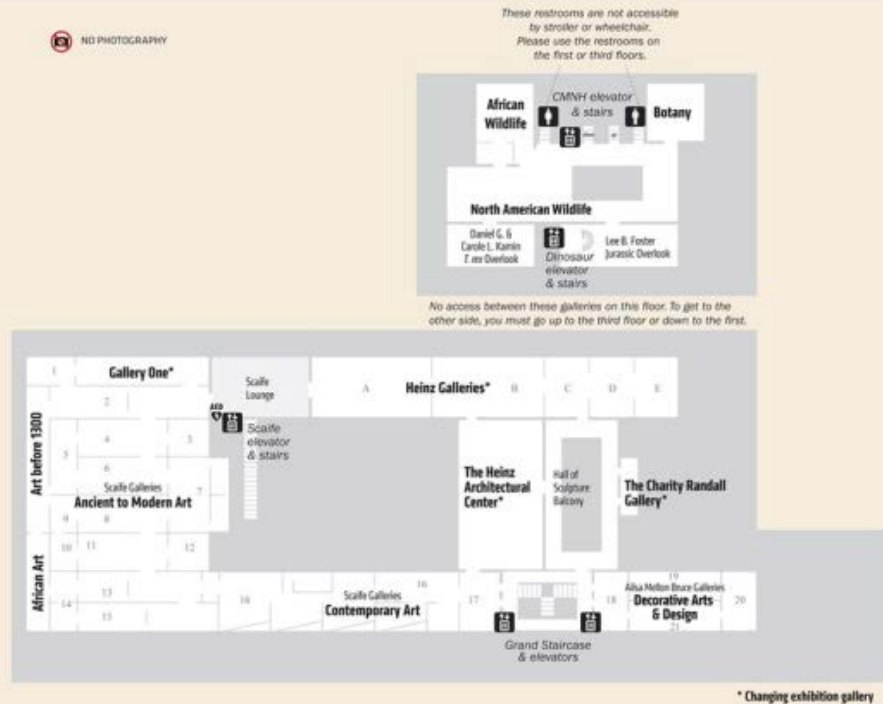 NO PHOTOGRAPHY
These restrooms are not accessible
by stroller or wheelchair.
Please use the restrooms on
the first or third floors.
African
Wildlife
CMNH elevator
& stairs
Botany
North American Wildlife
Daniel G. &
Carole L. Kamin
T. rex Overlook
Dinosaur
elevator
& stairs
Lee B. Foster
Jurassic Overlook
No access between these galleries on this floor. To get to the
other side, you must go up to the third floor or down to the first.
1
Gallery One*
Scaife
Lounge
A
Heinz Galleries*
B
C
D
E
2
AED
Scaife
elevator
& stairs
Art before 1300
3
4
5
6
7
Scaife Galleries
Ancient to Modern Art
8
9
The Heinz
Architectural
Center*
Hall of
Sculpture
Balcony
The Charity Randall
Gallery*
African Art
10
11
12
13
14
15
16
Scaife Galleries
Contemporary Art
16
17
18
19
Ailsa Mellon Bruce Galleries
Decorative Arts
& Design
20
21
Grand Staircase
& elevators
* Changing exhibition gallery